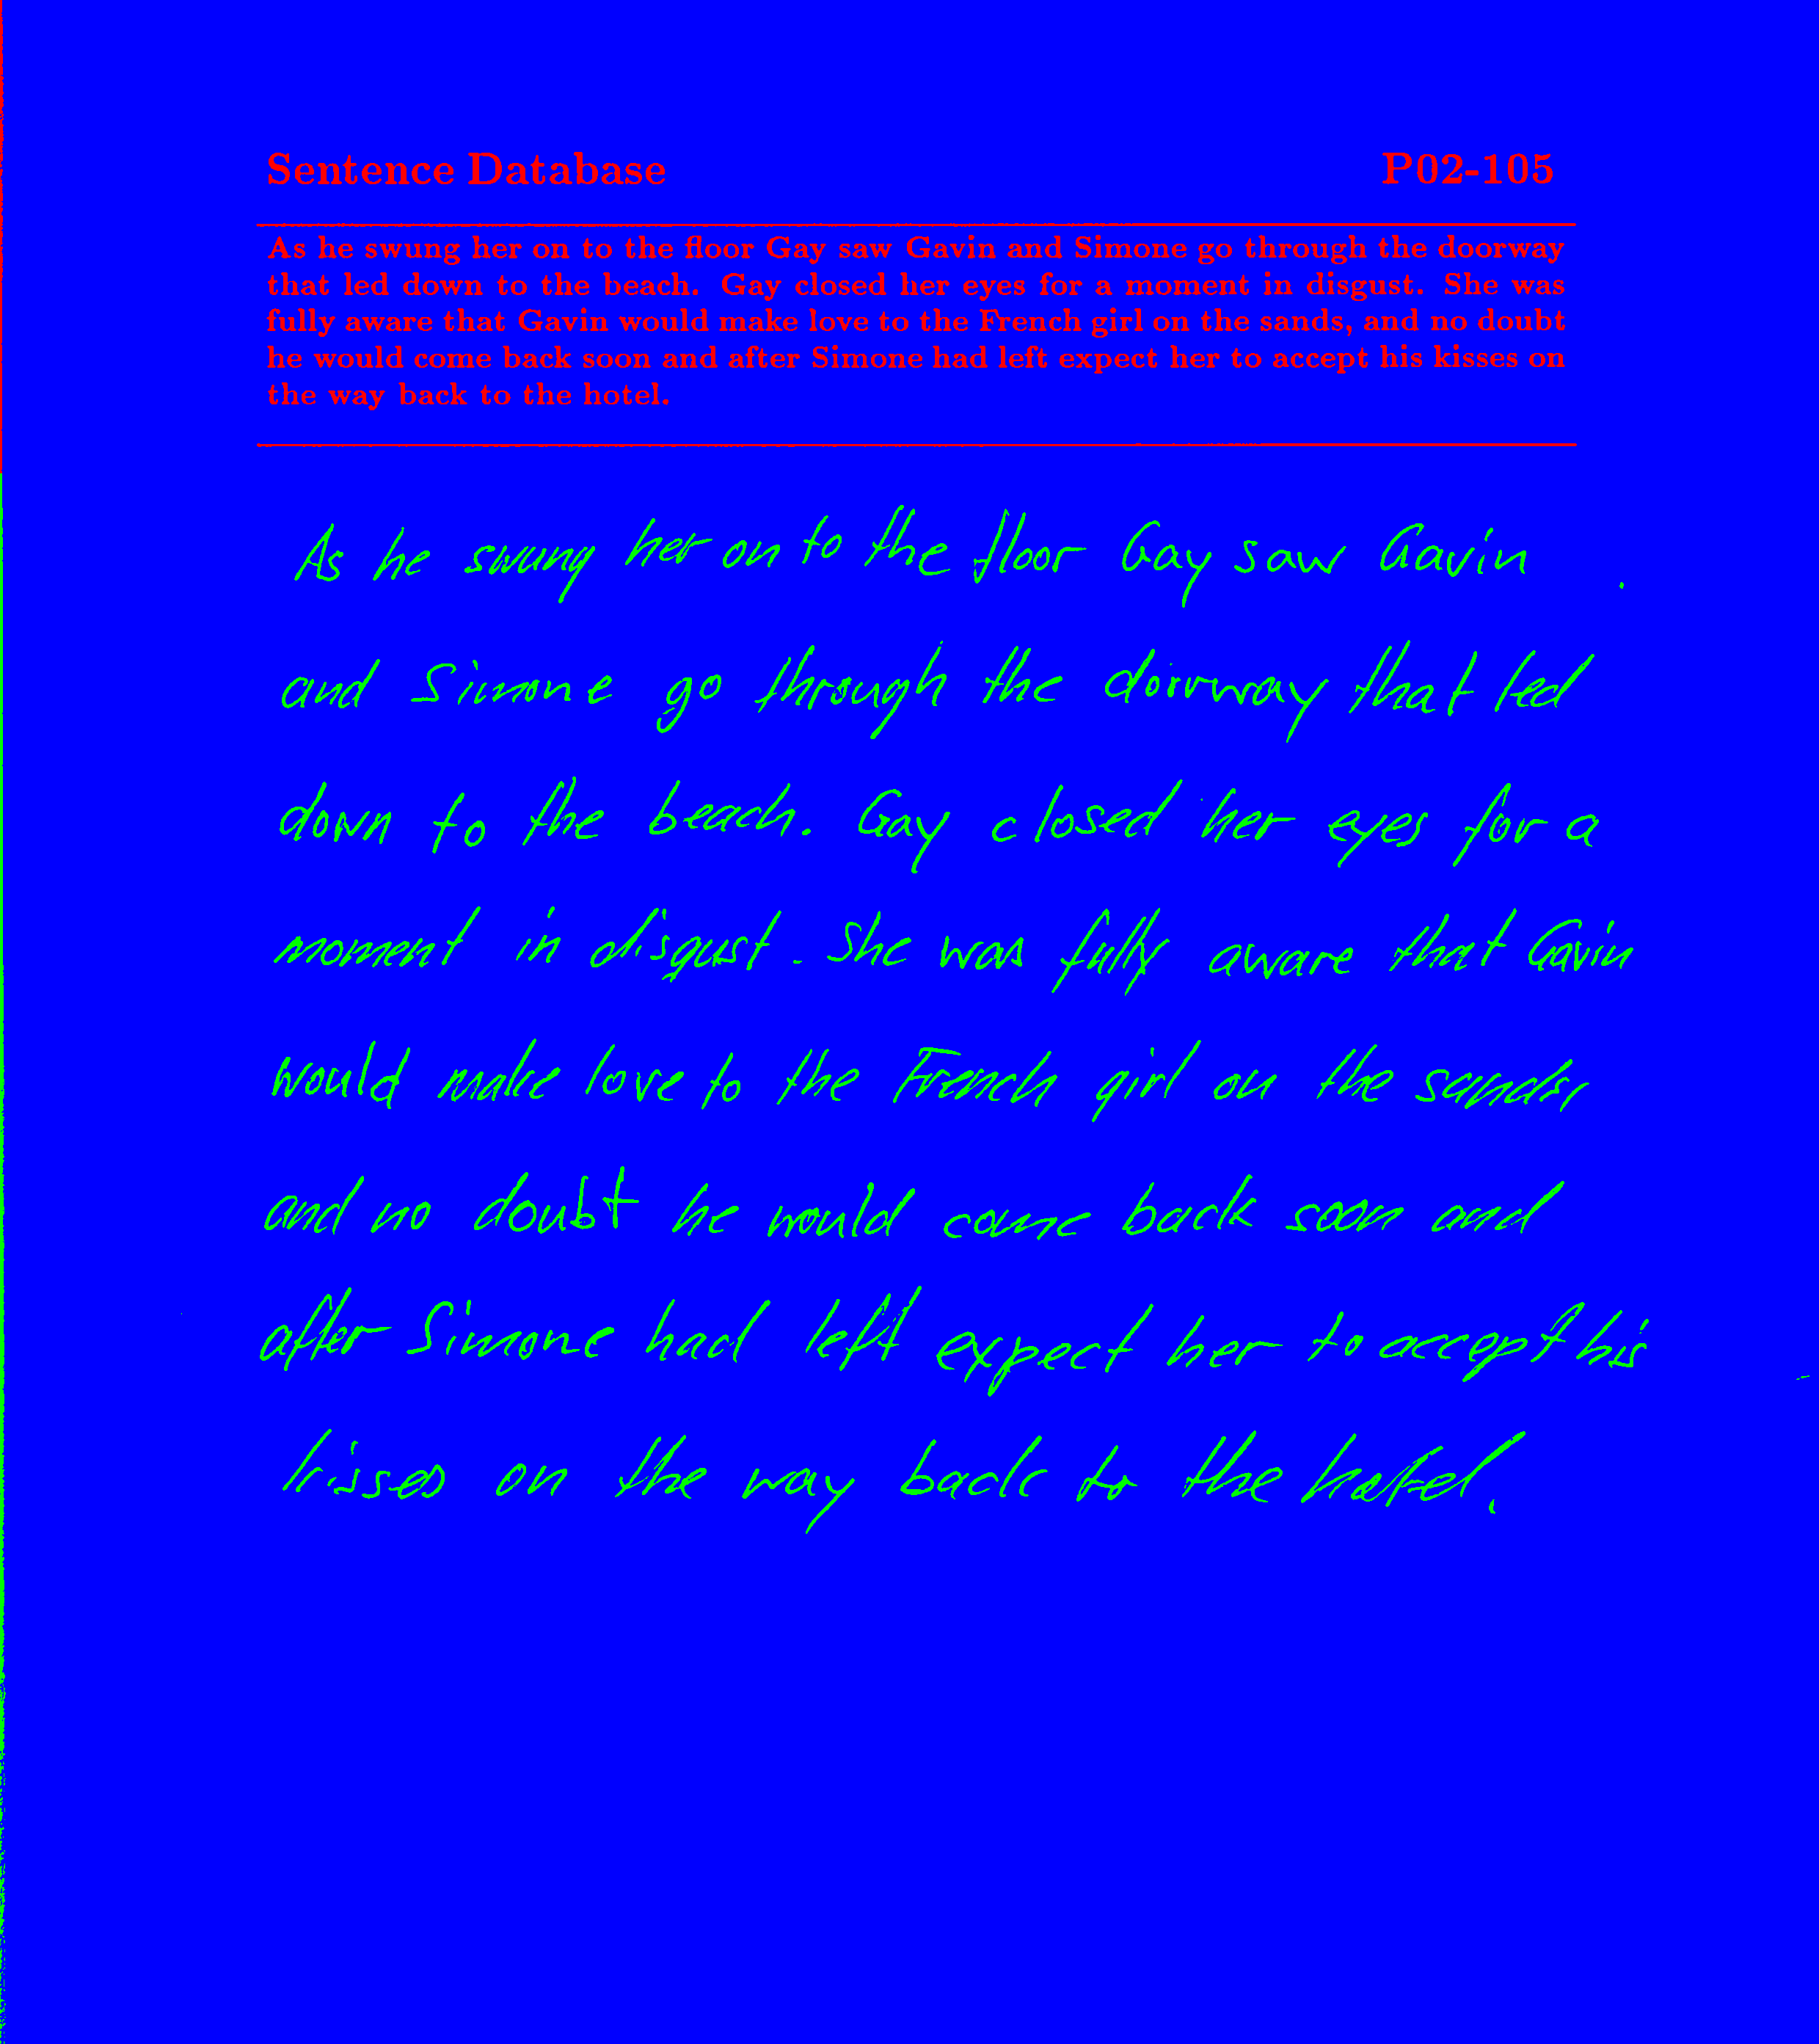 Sentence Database P02-105
As he swung her on to the floor Gay saw Gavin and Simone go through the doorway
that led down to the beach. Gay closed her eyes for a moment in disgust. She was
fully aware that Gavin would make love to the French girl on the sands, and no doubt
he would come back soon and after Simone had left expect her to accept his kisses on
the way back to the hotel.
As he swung her on to the floor Gay saw Gavin
and Simone go through the doorway that led
down to the beach. Gay closed her eyes for a
moment in disgust. She was fully aware that Gavin
would make love to the French girl on the sands,
and no doubt he would come back soon and
after Simone had left expect her to accept his
kisses on the way back to the hotel.